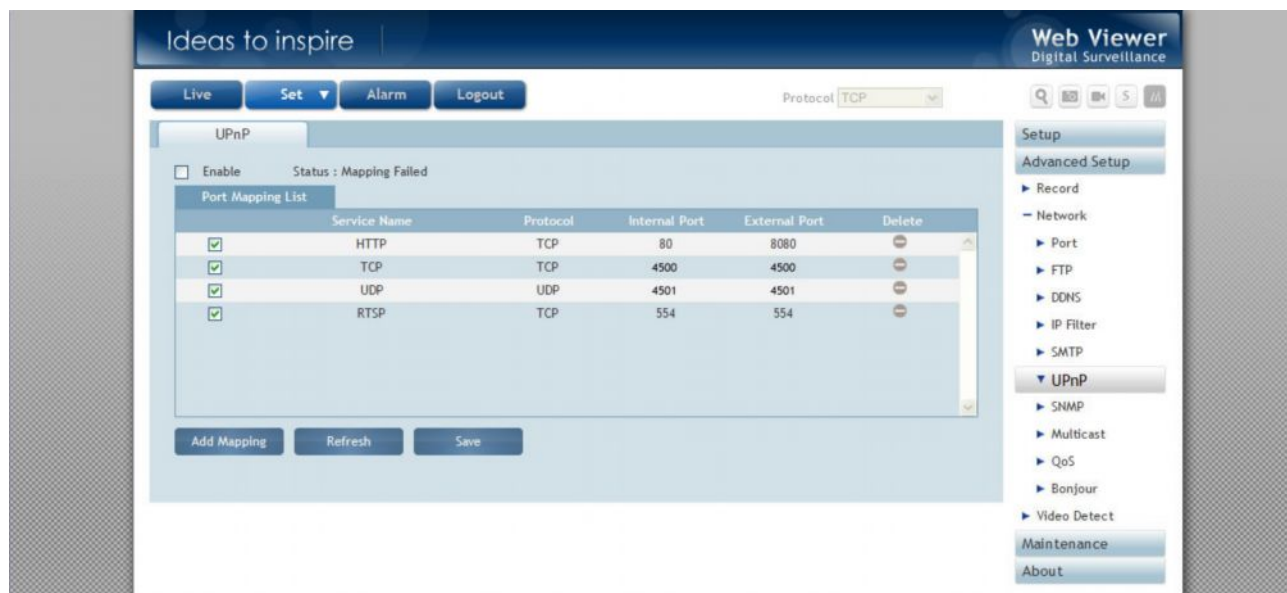 Ideas to inspire
Web Viewer
Digital Surveillance
Live
Set
Alarm
Logout
Protocol TCP
S
UPnP
Enable
Status : Mapping Failed
Port Mapping List
Service Name Protocol Internal Port External Port Delete
HTTP TCP 80 8080
TCP TCP 4500 4500
UDP UDP 4501 4501
RTSP TCP 554 554
Add Mapping
Refresh
Save
Setup
Advanced Setup
Record
Network
Port
FTP
DDNS
IP Filter
SMTP
UPnP
SNMP
Multicast
QoS
Bonjour
Video Detect
Maintenance
About